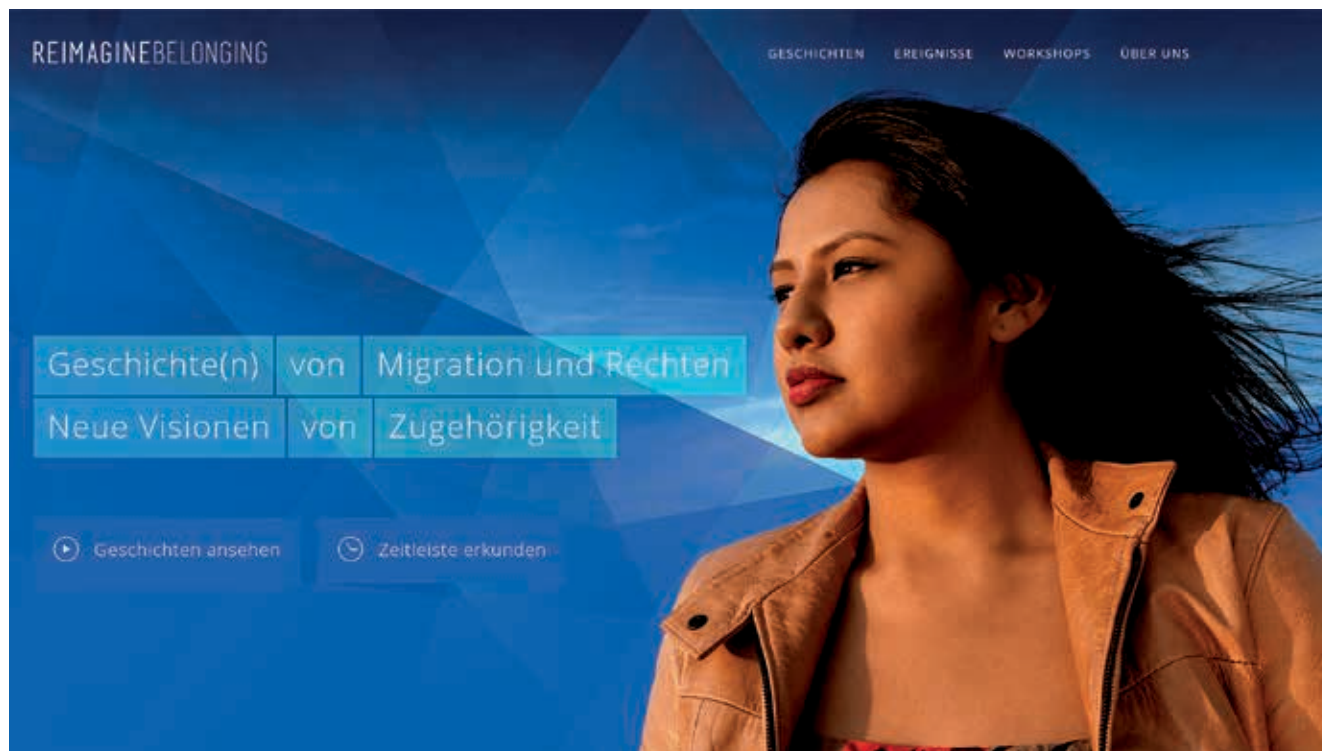 REIMAGINEBELONGING
GESCHICHTEN EREIGNISSE WORKSHOPS ÜBER UNS
Geschichte(n) von Migration und Rechten
Neue Visionen von Zugehörigkeit
Geschichten ansehen Zeitleiste erkunden